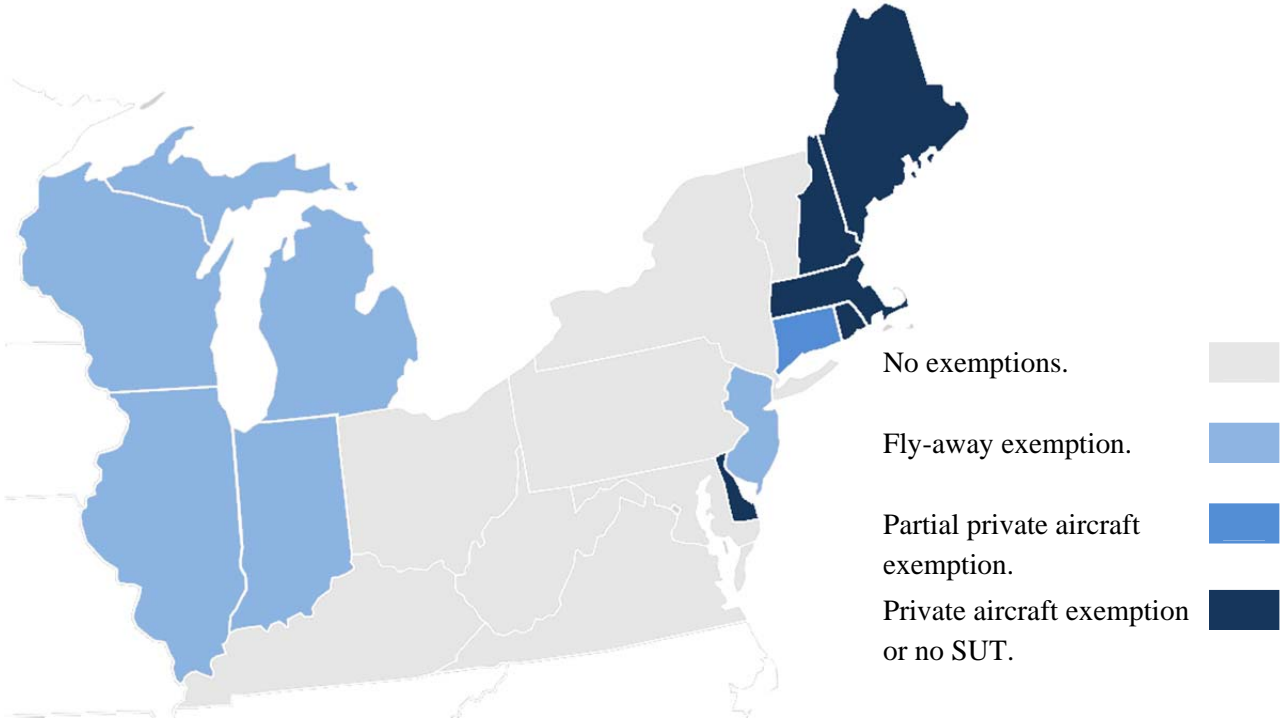 No exemptions.
Fly-away exemption.
Partial private aircraft
exemption.
Private aircraft exemption
or no SUT.